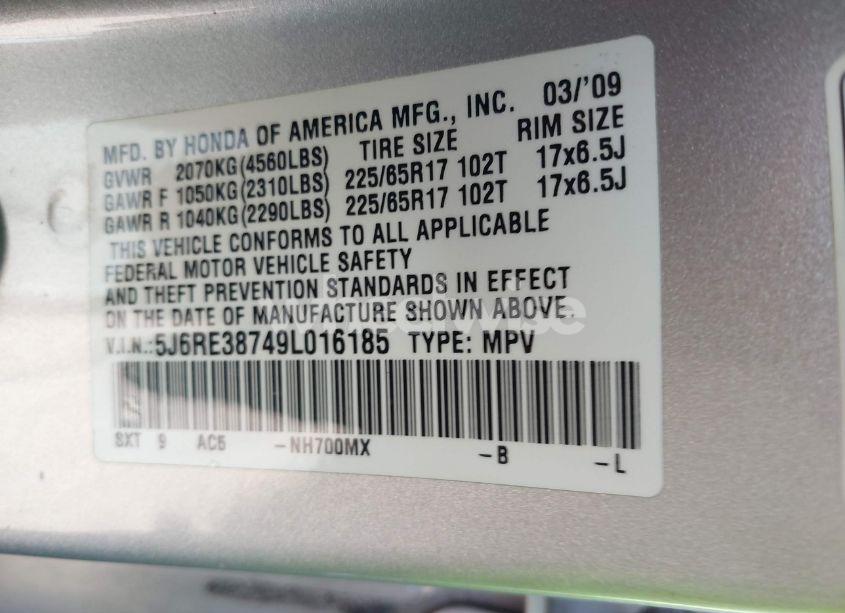 MFD. BY HONDA OF AMERICA MFG., INC. 03/'09
GVWR 2070KG(4560LBS) TIRE SIZE RIM SIZE
GAWR F 1050KG(2310LBS) 225/65R17 102T 17x6.5J
GAWR R 1040KG(2290LBS) 225/65R17 102T 17x6.5J
THIS VEHICLE CONFORMS TO ALL APPLICABLE
FEDERAL MOTOR VEHICLE SAFETY
AND THEFT PREVENTION STANDARDS IN EFFECT
ON THE DATE OF MANUFACTURE SHOWN ABOVE.
V.I.N.:5J6RE38749L016185 TYPE: MPV
SXT 9 AC5 -NH700MX -B -L